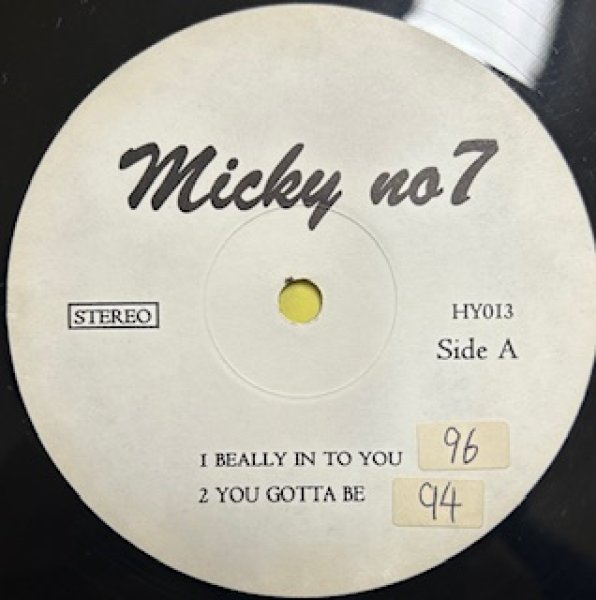 Micky no7
STEREO
HY013
Side A
1 BEALLY IN TO YOU 96
2 YOU GOTTA BE 94